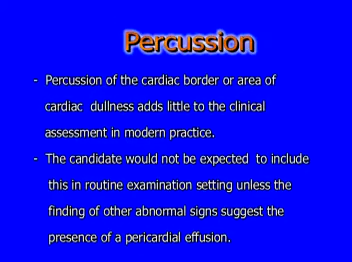 Percussion
- Percussion of the cardiac border or area of
cardiac dullness adds little to the clinical
assessment in modern practice.
- The candidate would not be expected to include
this in routine examination setting unless the
finding of other abnormal signs suggest the
presence of a pericardial effusion.